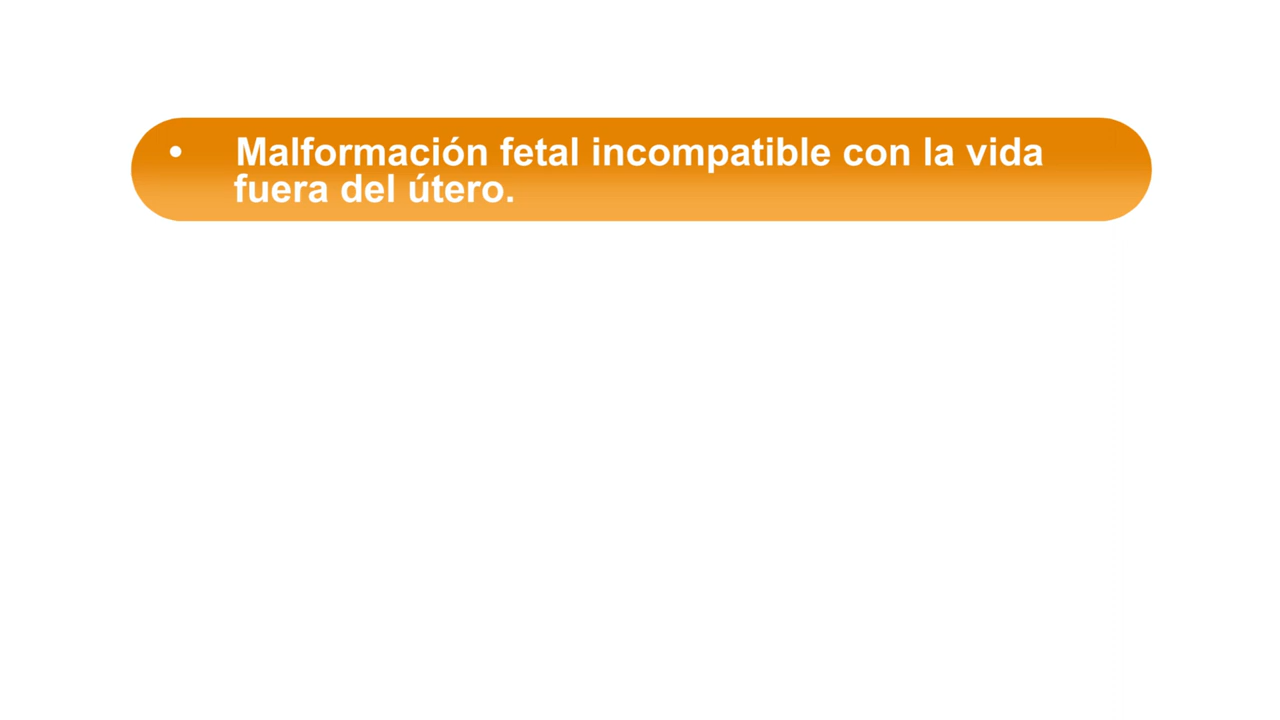 • Malformación fetal incompatible con la vida
fuera del útero.